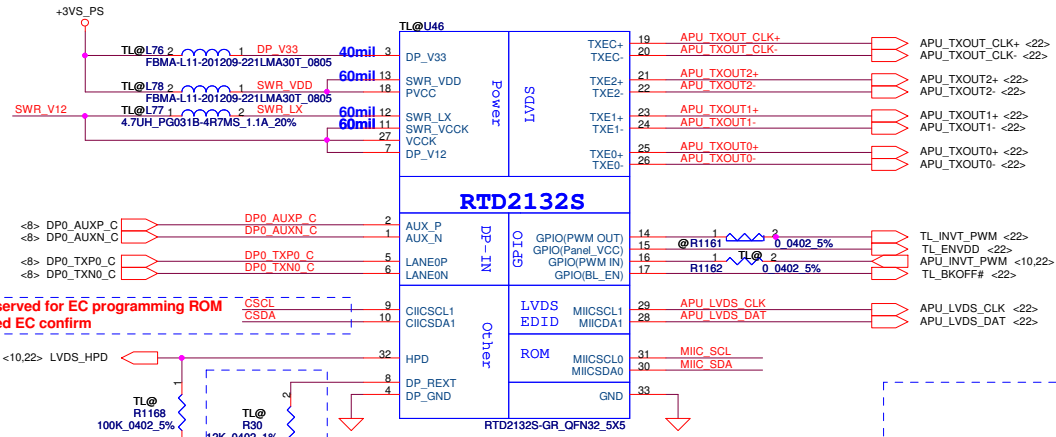 +3VS_PS
TL@L76 2 1 DP_V33 40mil 3 DP_V33
FBMA-L11-201209-221LMA30T_0805
TL@L78 2 1 SWR_VDD 60mil 13 SWR_VDD
18 PVCC
FBMA-L11-201209-221LMA30T_0805
SWR_V12 TL@L77 1 2 SWR_LX 60mil 12 SWR_LX
4.7UH_PG031B-4R7MS_1.1A_20% 60mil 11 SWR_VCCK
27 VCCK
7 DP_V12
TL@U46
Power
LVDS
TXEC+ 19 APU_TXOUT_CLK+ APU_TXOUT_CLK+ <22>
TXEC- 20 APU_TXOUT_CLK- APU_TXOUT_CLK- <22>
TXE2+ 21 APU_TXOUT2+ APU_TXOUT2+ <22>
TXE2- 22 APU_TXOUT2- APU_TXOUT2- <22>
TXE1+ 23 APU_TXOUT1+ APU_TXOUT1+ <22>
TXE1- 24 APU_TXOUT1- APU_TXOUT1- <22>
TXE0+ 25 APU_TXOUT0+ APU_TXOUT0+ <22>
TXE0- 26 APU_TXOUT0- APU_TXOUT0- <22>
RTD2132S
<8> DP0_AUXP_C DP0_AUXP_C 2 AUX_P
<8> DP0_AUXN_C DP0_AUXN_C 1 AUX_N
<8> DP0_TXP0_C DP0_TXP0_C 5 LANE0P
<8> DP0_TXN0_C DP0_TXN0_C 6 LANE0N
DP-IN
GPIO
GPIO(PWM OUT) 14 1 2 TL_INVT_PWM <22>
GPIO(Panel_VCC) 15 @R1161 0_0402_5% TL_ENVDD <22>
GPIO(PWM IN) 16 1 TL@ 2 APU_INVT_PWM <10,22>
GPIO(BL_EN) 17 R1162 0_0402_5% TL_BKOFF# <22>
served for EC programming ROM
ed EC confirm
CSCL 9 CIICSCL1
CSDA 10 CIICSDA1
Other
LVDS
EDID
MIICSCL1 29 APU_LVDS_CLK APU_LVDS_CLK <22>
MIICDA1 28 APU_LVDS_DAT APU_LVDS_DAT <22>
<10,22> LVDS_HPD 32 HPD
ROM
MIICSCL0 31 MIIC_SCL
MIICSDA0 30 MIIC_SDA
8 DP_REXT
4 DP_GND
GND 33
1
TL@
R1168
100K_0402_5%
2
TL@
R30
12K_0402_1%
RTD2132S-GR_QFN32_5X5